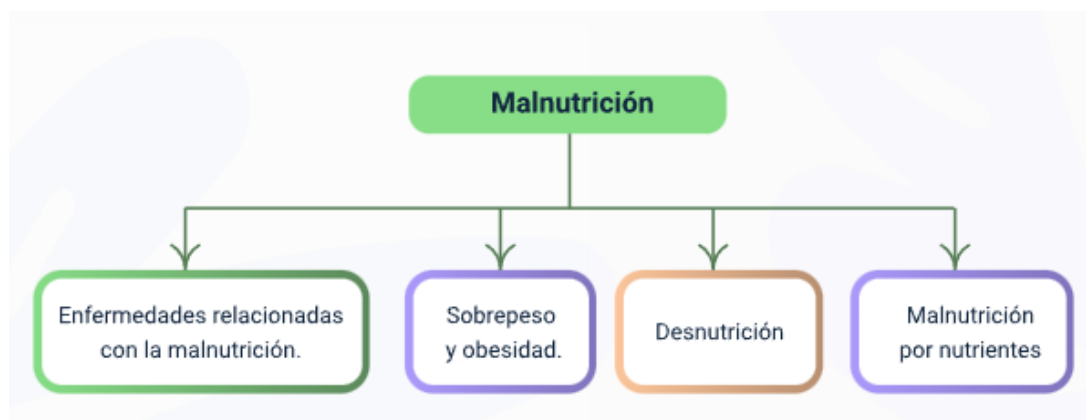 Malnutrición
Enfermedades relacionadas
con la malnutrición.
Sobrepeso
y obesidad.
Desnutrición
Malnutrición
por nutrientes